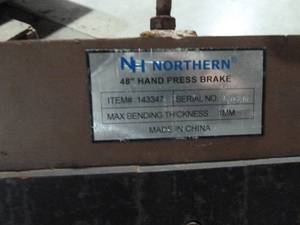 NH NORTHERN®
48" HAND PRESS BRAKE
ITEM# 143347 SERIAL NO.
MAX BENDING THICKNESS 1MM
MADE IN CHINA